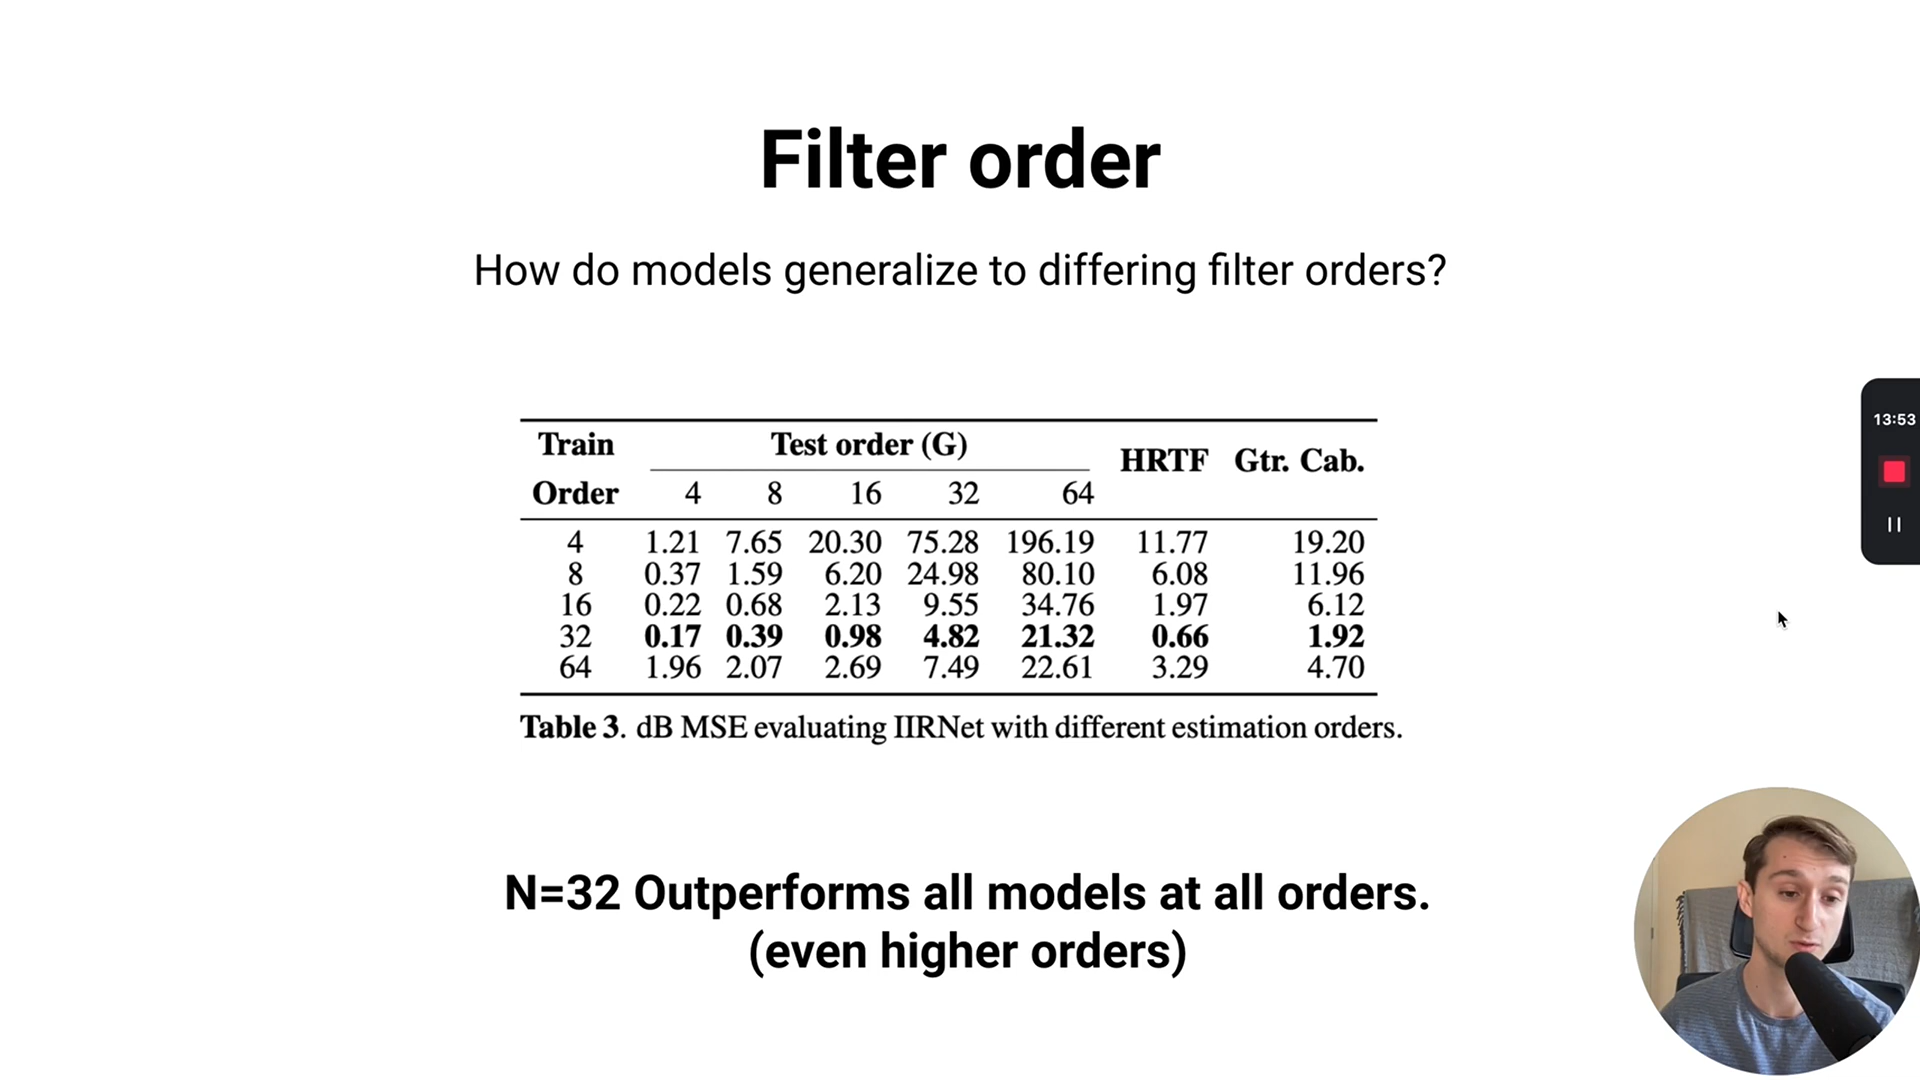 Filter order
How do models generalize to differing filter orders?
Train Test order (G) HRTF Gtr. Cab.
Order 4 8 16 32 64
4 1.21 7.65 20.30 75.28 196.19 11.77 19.20
8 0.37 1.59 6.20 24.98 80.10 6.08 11.96
16 0.22 0.68 2.13 9.55 34.76 1.97 6.12
32 0.17 0.39 0.98 4.82 21.32 0.66 1.92
64 1.96 2.07 2.69 7.49 22.61 3.29 4.70
Table 3. dB MSE evaluating IIRNet with different estimation orders.
N=32 Outperforms all models at all orders.
(even higher orders)
13:53